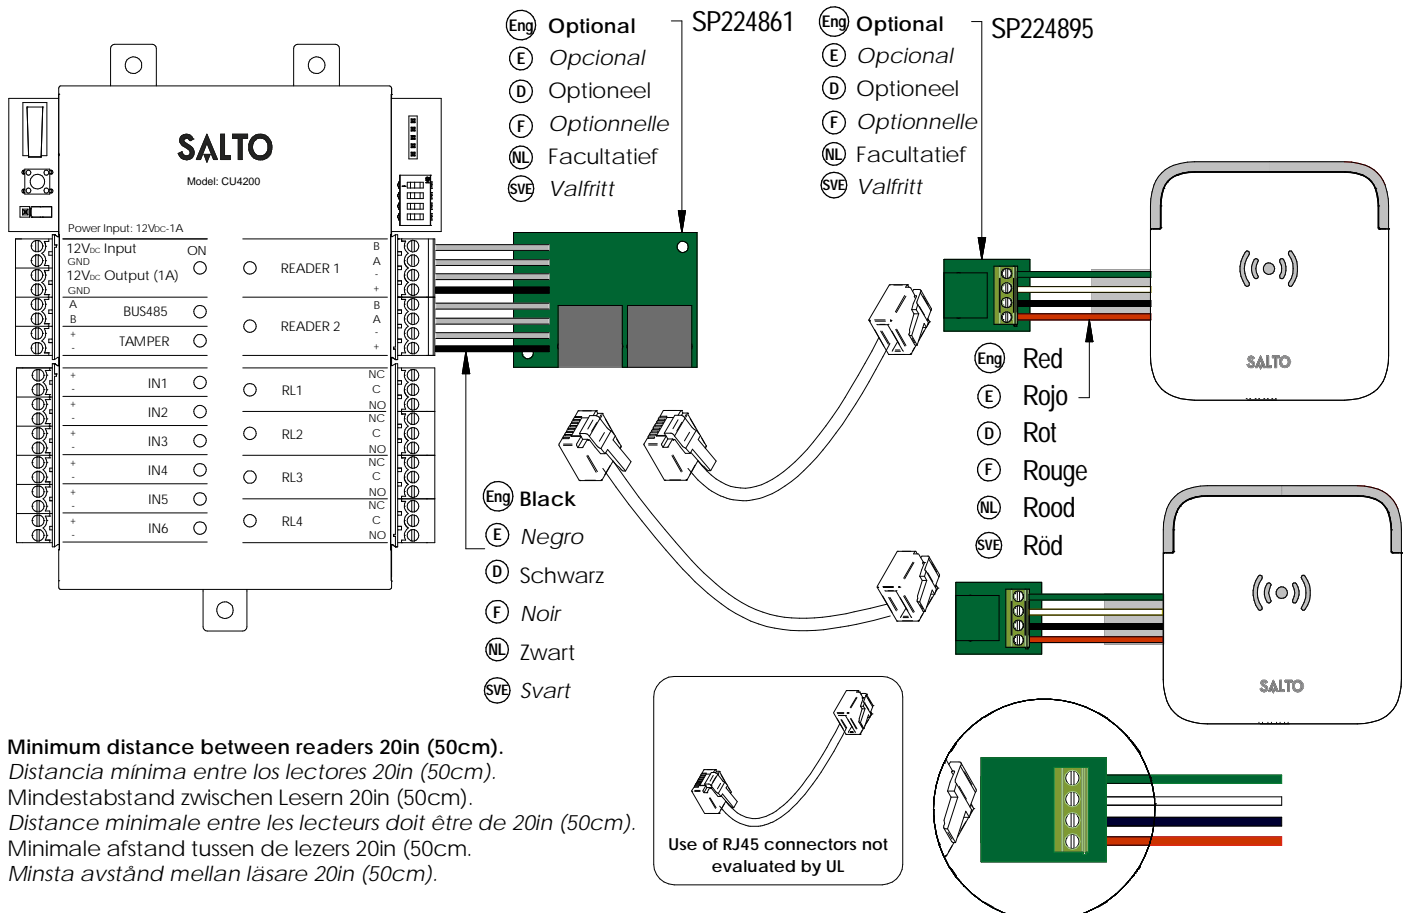 Eng Optional
E Opcional
D Optioneel
F Optionnelle
NL Facultatief
SVE Valfritt
SP224861
Eng Optional
E Opcional
D Optioneel
F Optionnelle
NL Facultatief
SVE Valfritt
SP224895
SALTO
Model: CU4200
Power Input: 12VDC-1A
12VDC Input ON
GND
12VDC Output (1A)
GND
A
B
BUS485
+
-
TAMPER
+
-
IN1
+
-
IN2
+
-
IN3
+
-
IN4
+
-
IN5
+
-
IN6
READER 1
B
A
-
+
READER 2
B
A
-
+
RL1
NC
C
NO
RL2
NC
C
NO
RL3
NC
C
NO
RL4
NC
C
NO
SALTO
Eng Red
E Rojo
D Rot
F Rouge
NL Rood
SVE Röd
Eng Black
E Negro
D Schwarz
F Noir
NL Zwart
SVE Svart
SALTO
Minimum distance between readers 20in (50cm).
Distancia mínima entre los lectores 20in (50cm).
Mindestabstand zwischen Lesern 20in (50cm).
Distance minimale entre les lecteurs doit être de 20in (50cm).
Minimale afstand tussen de lezers 20in (50cm.
Minsta avstånd mellan läsare 20in (50cm).
Use of RJ45 connectors not
evaluated by UL